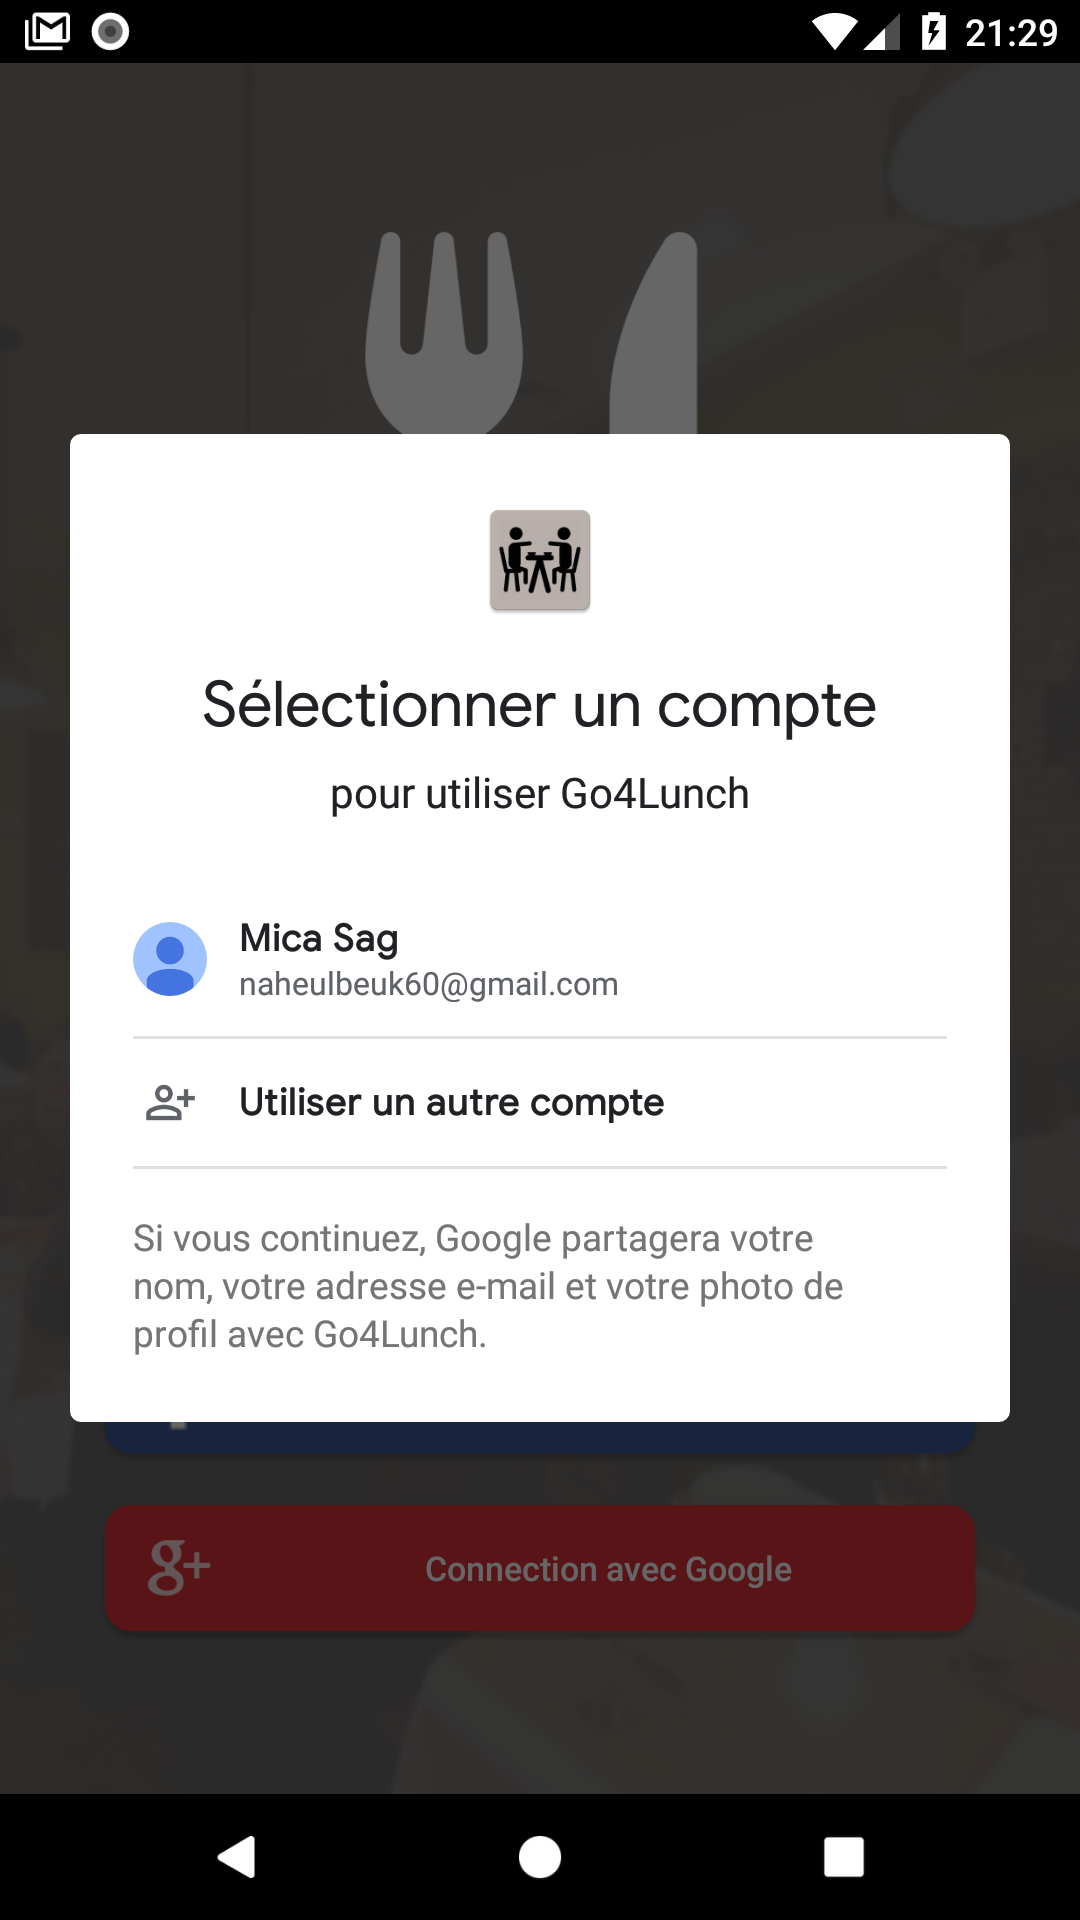 21:29
Sélectionner un compte
pour utiliser Go4Lunch
Mica Sag
naheulbeuk60@gmail.com
Utiliser un autre compte
Si vous continuez, Google partagera votre
nom, votre adresse e-mail et votre photo de
profil avec Go4Lunch.
g+ Connection avec Google